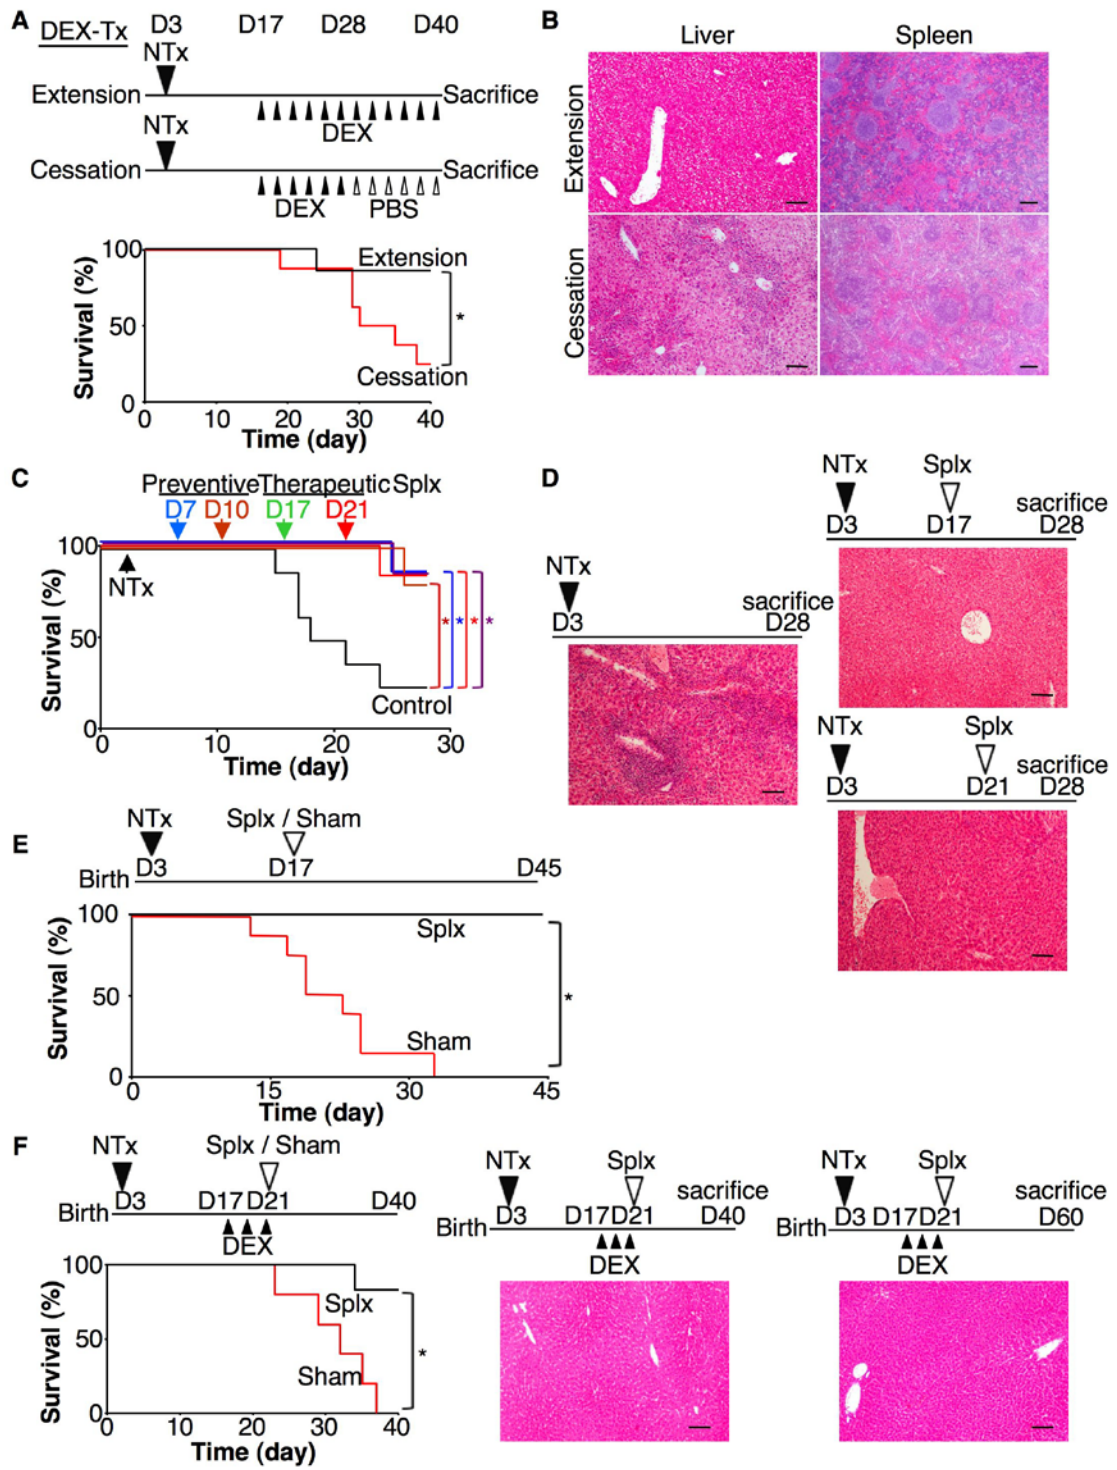 A
DEX-Tx
D3 D17 D28 D40
NTx
Extension Sacrifice
DEX
NTx
Cessation Sacrifice
DEX PBS
100
50
0
Survival (%)
Extension
*
Cessation
0 10 20 30 40
Time (day)
B
Liver Spleen
Extension
Cessation
C
Preventive Therapeutic Splx
D7 D10 D17 D21
100
50
0
Survival (%)
NTx
* * * *
Control
0 10 20 30
Time (day)
D
NTx
D3
sacrifice
D28
NTx Splx
sacrifice
D3 D17 D28
NTx Splx
sacrifice
D3 D21 D28
E
NTx Splx / Sham
D3 D17 D45
Birth
100
50
0
Survival (%)
Splx
Sham
*
0 15 30 45
Time (day)
F
NTx Splx / Sham
D3 D17 D21 D40
Birth
DEX
100
50
0
Survival (%)
Splx
Sham
*
0 10 20 30 40
Time (day)
NTx Splx
sacrifice
D3 D17 D21 D40
Birth
DEX
NTx Splx
sacrifice
D3 D17 D21 D60
Birth
DEX